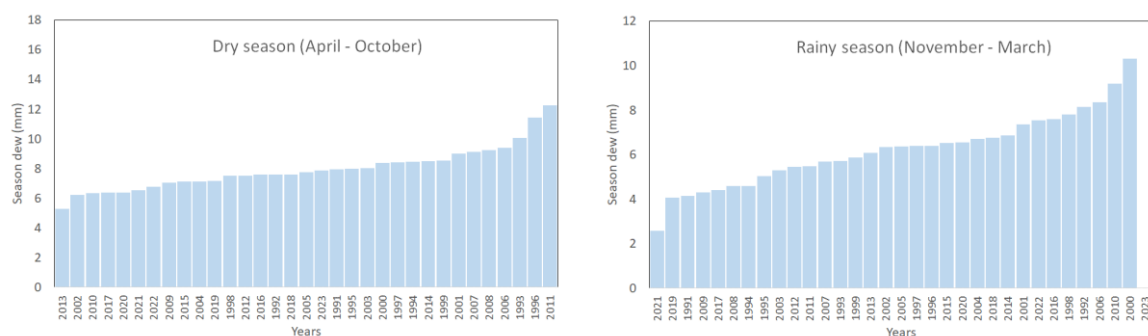 Dry season (April - October)
Season dew (mm)
18
16
14
12
10
8
6
4
2
0
2013 2002 2010 2017 2020 2021 2022 2009 2015 2004 2019 1998 2012 2016 1992 2018 2005 2023 1991 1995 2003 2000 1997 1994 2014 1999 2001 2007 2008 2006 1993 1996 2011
Years
Rainy season (November - March)
Season dew (mm)
12
10
8
6
4
2
0
2021 2019 1991 2009 2017 2008 1994 1995 2003 2012 2011 2007 1993 1999 2013 2002 2005 1997 1996 2015 2020 2004 2018 2014 2001 2022 2016 1998 1992 2006 2010 2000 2023
Years